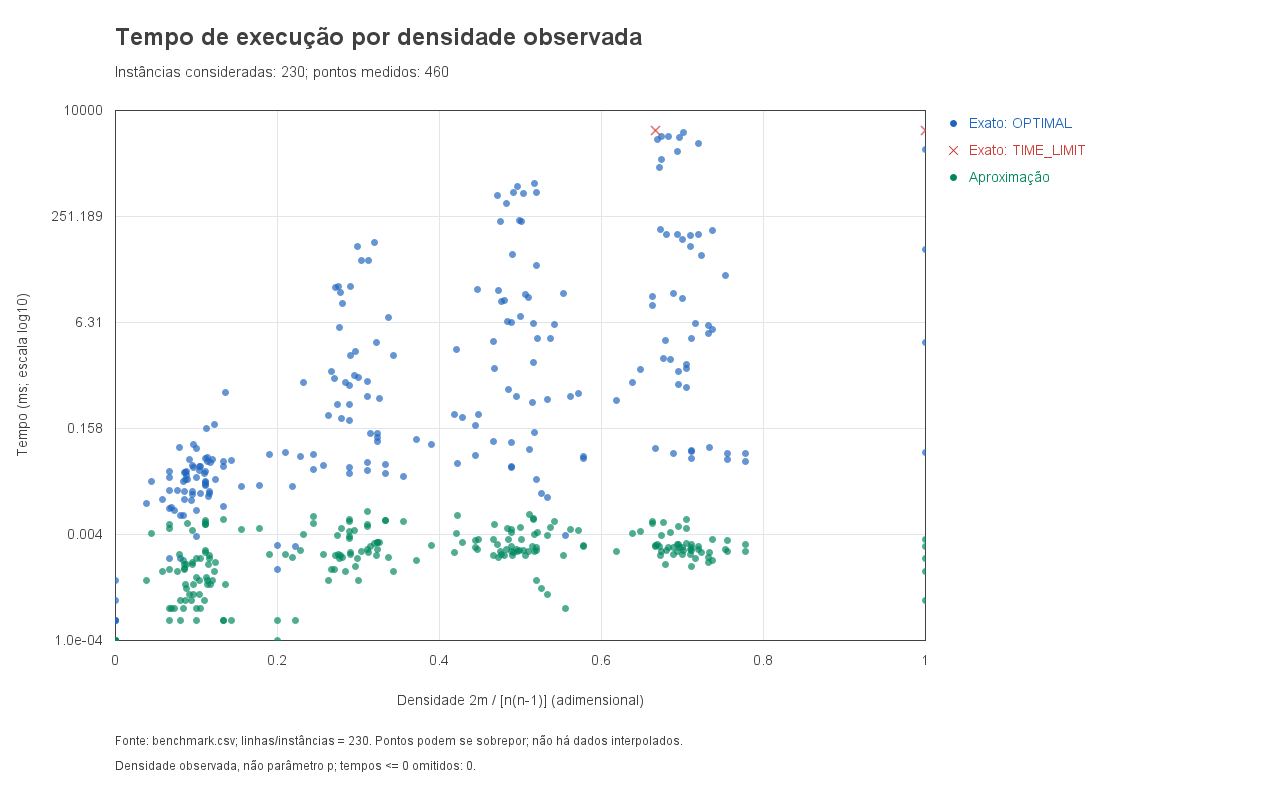 Tempo de execução por densidade observada
Instâncias consideradas: 230; pontos medidos: 460
10000
251.189
6.31
0.158
0.004
1.0e-04
Tempo (ms; escala log10)
0 0.2 0.4 0.6 0.8 1
Densidade 2m / [n(n-1)] (adimensional)
Exato: OPTIMAL
Exato: TIME_LIMIT
Aproximação
Fonte: benchmark.csv; linhas/instâncias = 230. Pontos podem se sobrepor; não há dados interpolados.
Densidade observada, não parâmetro p; tempos <= 0 omitidos: 0.